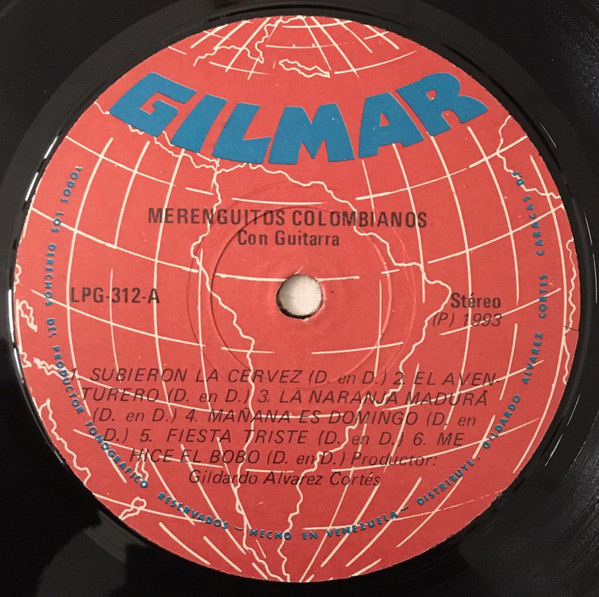 GILMAR
MERENGUITOS COLOMBIANOS
Con Guitarra
LPG-312-A
Stéreo
(P) 1993
1. SUBIERON LA CERVEZ (D. en D.) 2. EL AVEN-
TURERO (D. en D.) 3. LA NARANJA MADURÁ
(D. en D.) 4. MAÑANA ES DOMINGO (D. en
D.) 5. FIESTA TRISTE (D. en D.) 6. ME
HICE EL BOBO (D. en D.) Productor:
Gildardo Alvarez Cortés
TODOS LOS DERECHOS DEL PRODUCTOR FONOGRAFICO RESERVADOS — HECHO EN VENEZUELA — DISTRIBUYE: GILDARDO ALVAREZ CORTES CARACAS DF